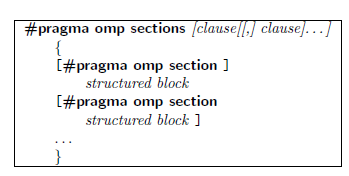 #pragma omp sections [clause[[,] clause]...]
{
[#pragma omp section ]
structured block
[#pragma omp section
structured block ]
...
}